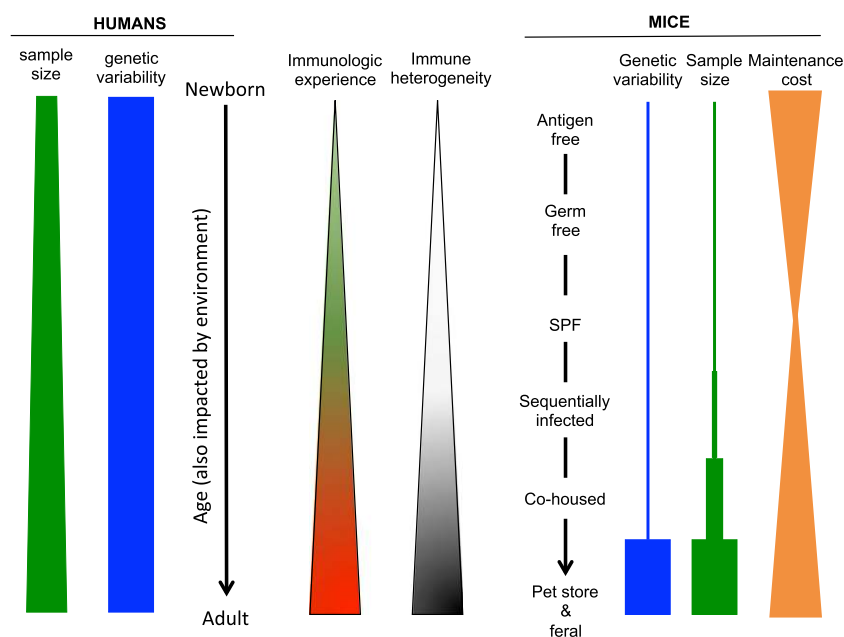 HUMANS
sample
size
genetic
variability
Newborn
Age (also impacted by environment)
Adult
Immunologic
experience
Immune
heterogeneity
MICE
Antigen
free
Germ
free
SPF
Sequentially
infected
Co-housed
Pet store
&
feral
Genetic
variability
Sample
size
Maintenance
cost